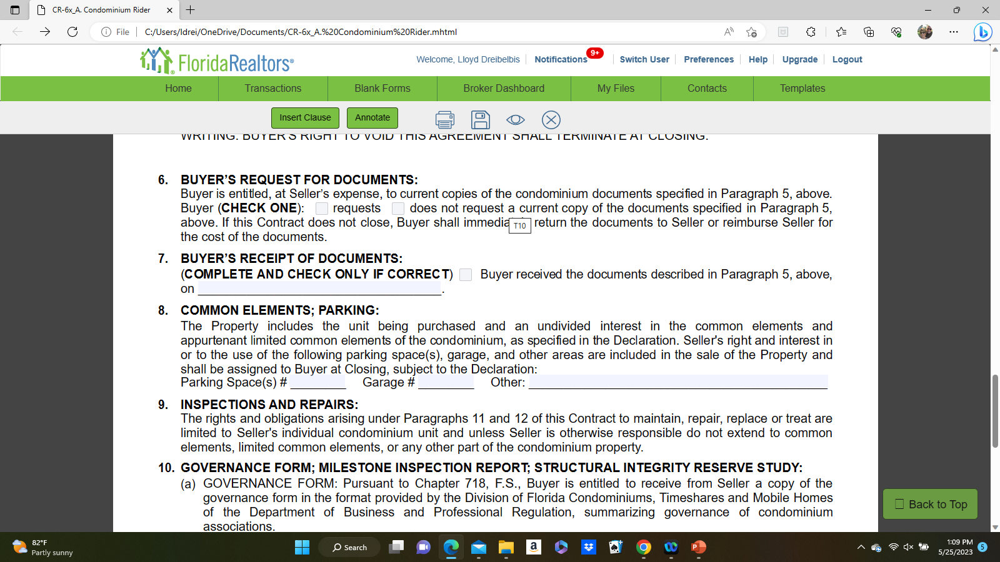 CR-6x_A. Condominium Rider
File C:/Users/ldrei/OneDrive/Documents/CR-6x_A.%20Condominium%20Rider.mhtml
FloridaRealtors®
Welcome, Lloyd Dreibelbis Notifications 9+ Switch User Preferences Help Upgrade Logout
Home Transactions Blank Forms Broker Dashboard My Files Contacts Templates
Insert Clause Annotate
WRITING. BUYER'S RIGHT TO VOID THIS AGREEMENT SHALL TERMINATE AT CLOSING.
6. BUYER'S REQUEST FOR DOCUMENTS:
Buyer is entitled, at Seller's expense, to current copies of the condominium documents specified in Paragraph 5, above.
Buyer (CHECK ONE): requests does not request a current copy of the documents specified in Paragraph 5,
above. If this Contract does not close, Buyer shall T10 return the documents to Seller or reimburse Seller for
the cost of the documents.
7. BUYER'S RECEIPT OF DOCUMENTS:
(COMPLETE AND CHECK ONLY IF CORRECT) Buyer received the documents described in Paragraph 5, above,
on ____________________.
8. COMMON ELEMENTS; PARKING:
The Property includes the unit being purchased and an undivided interest in the common elements and
appurtenant limited common elements of the condominium, as specified in the Declaration. Seller's right and interest in
or to the use of the following parking space(s), garage, and other areas are included in the sale of the Property and
shall be assigned to Buyer at Closing, subject to the Declaration:
Parking Space(s) # ________ Garage # ________ Other: ________________
9. INSPECTIONS AND REPAIRS:
The rights and obligations arising under Paragraphs 11 and 12 of this Contract to maintain, repair, replace or treat are
limited to Seller's individual condominium unit and unless Seller is otherwise responsible do not extend to common
elements, limited common elements, or any other part of the condominium property.
10. GOVERNANCE FORM; MILESTONE INSPECTION REPORT; STRUCTURAL INTEGRITY RESERVE STUDY:
(a) GOVERNANCE FORM: Pursuant to Chapter 718, F.S., Buyer is entitled to receive from Seller a copy of the
governance form in the format provided by the Division of Florida Condominiums, Timeshares and Mobile Homes
of the Department of Business and Professional Regulation, summarizing governance of condominium
associations.
Back to Top
82°F
Partly sunny
Search
1:09 PM
5/25/2023
5